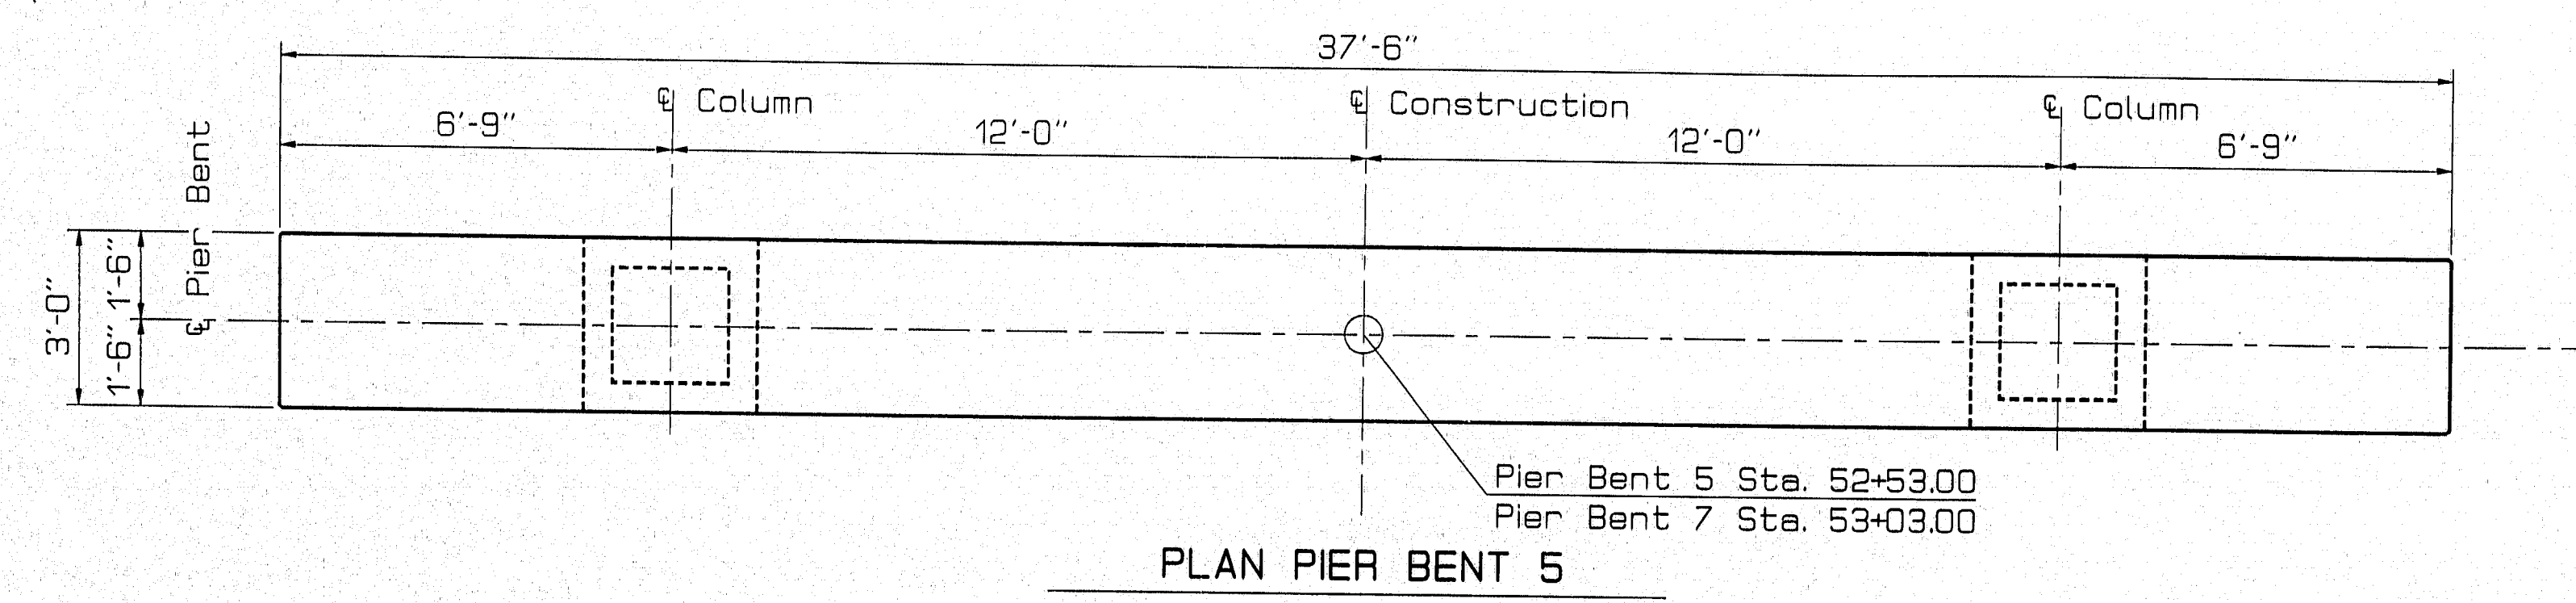 37'-6"
℄ Column
℄ Construction
℄ Column
6'-9"
12'-0"
12'-0"
6'-9"
℄ Pier Bent
3'-0"
1'-6"
1'-6"
Pier Bent 5 Sta. 52+53.00
Pier Bent 7 Sta. 53+03.00
PLAN PIER BENT 5